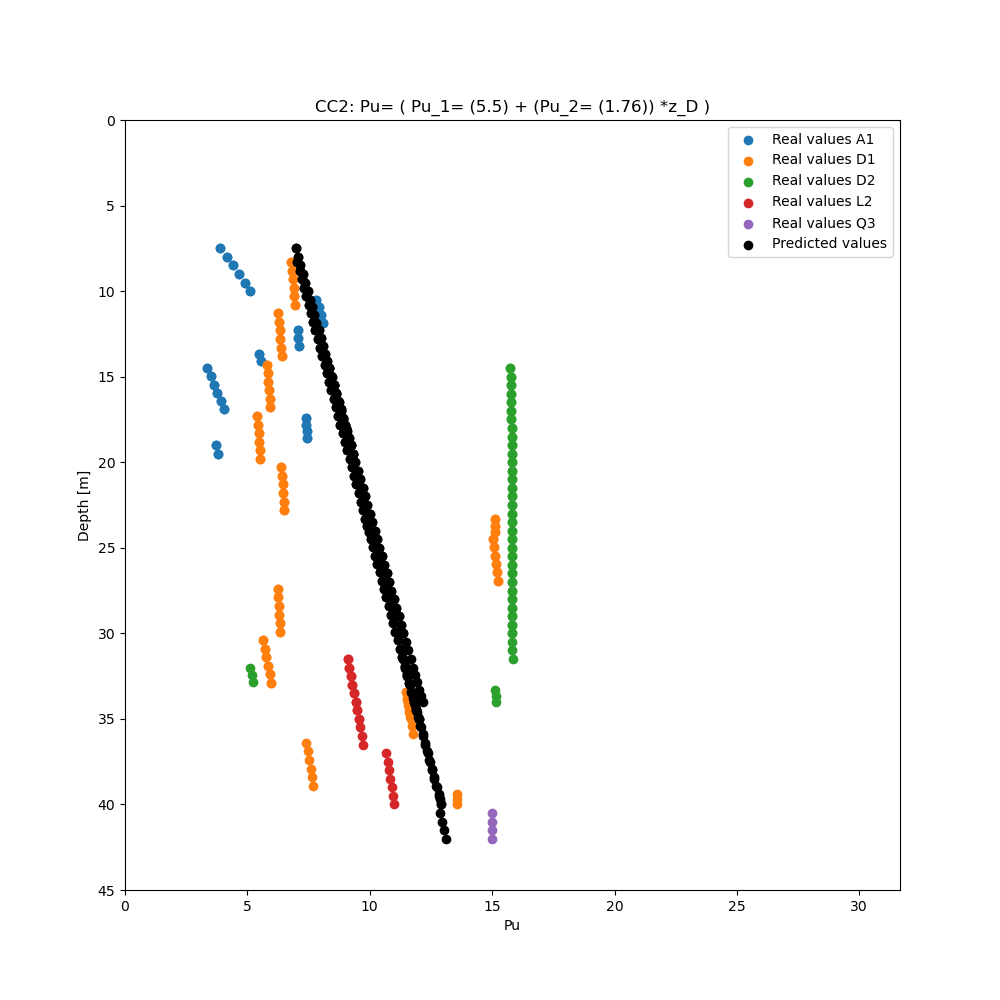 CC2: Pu= ( Pu_1= (5.5) + (Pu_2= (1.76)) *z_D )
Real values A1
Real values D1
Real values D2
Real values L2
Real values Q3
Predicted values
Depth [m]
0
5
10
15
20
25
30
35
40
45
0 5 10 15 20 25 30
Pu